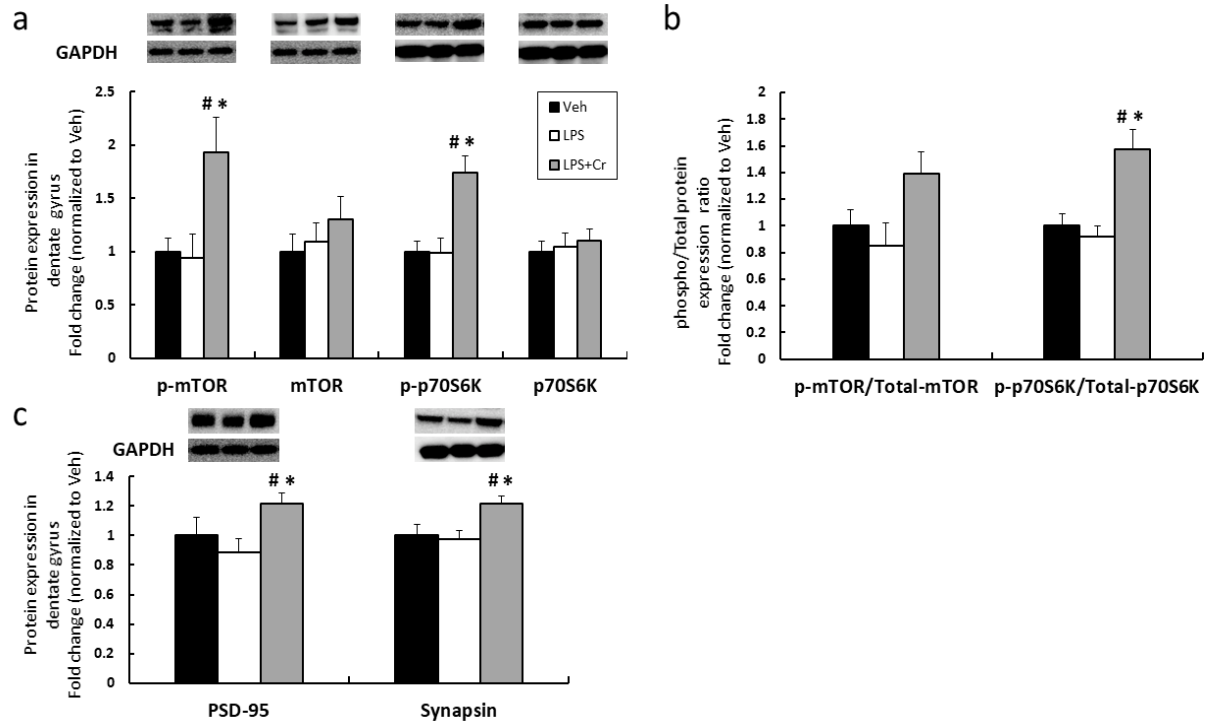 a
GAPDH
Protein expression in
dentate gyrus
Fold change (normalized to Veh)
2.5
2
1.5
1
0.5
0
# *
# *
Veh
LPS
LPS+Cr
p-mTOR
mTOR
p-p70S6K
p70S6K
b
phospho/Total protein
expression ratio
Fold change (normalized to Veh)
2
1.8
1.6
1.4
1.2
1
0.8
0.6
0.4
0.2
0
# *
p-mTOR/Total-mTOR
p-p70S6K/Total-p70S6K
c
GAPDH
Protein expression in
dentate gyrus
Fold change (normalized to Veh)
1.4
1.2
1
0.8
0.6
0.4
0.2
0
# *
# *
PSD-95
Synapsin